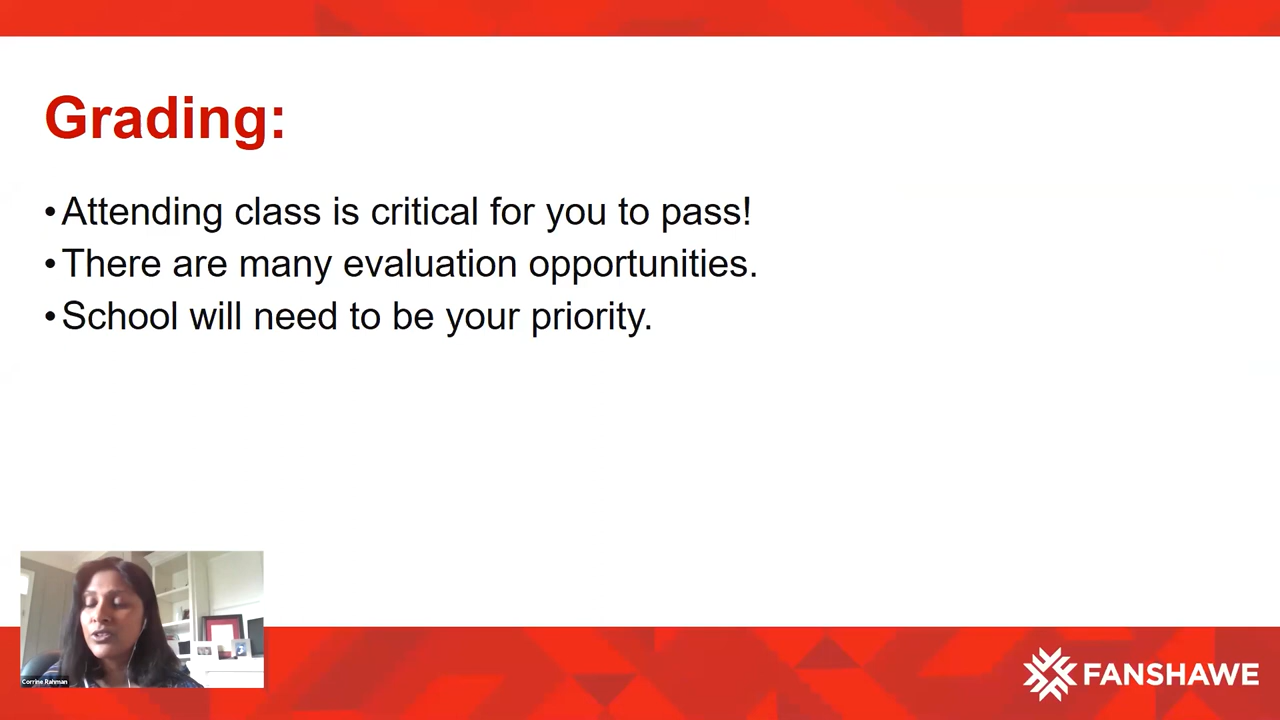 Grading:
•Attending class is critical for you to pass!
•There are many evaluation opportunities.
•School will need to be your priority.
Corrine Rahman
FANSHAWE